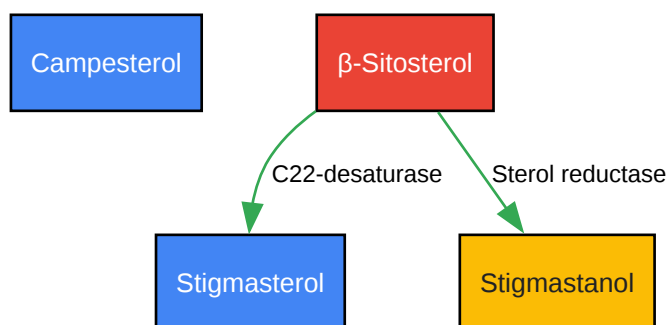 Campesterol
β-Sitosterol
C22-desaturase
Sterol reductase
Stigmasterol
Stigmastanol